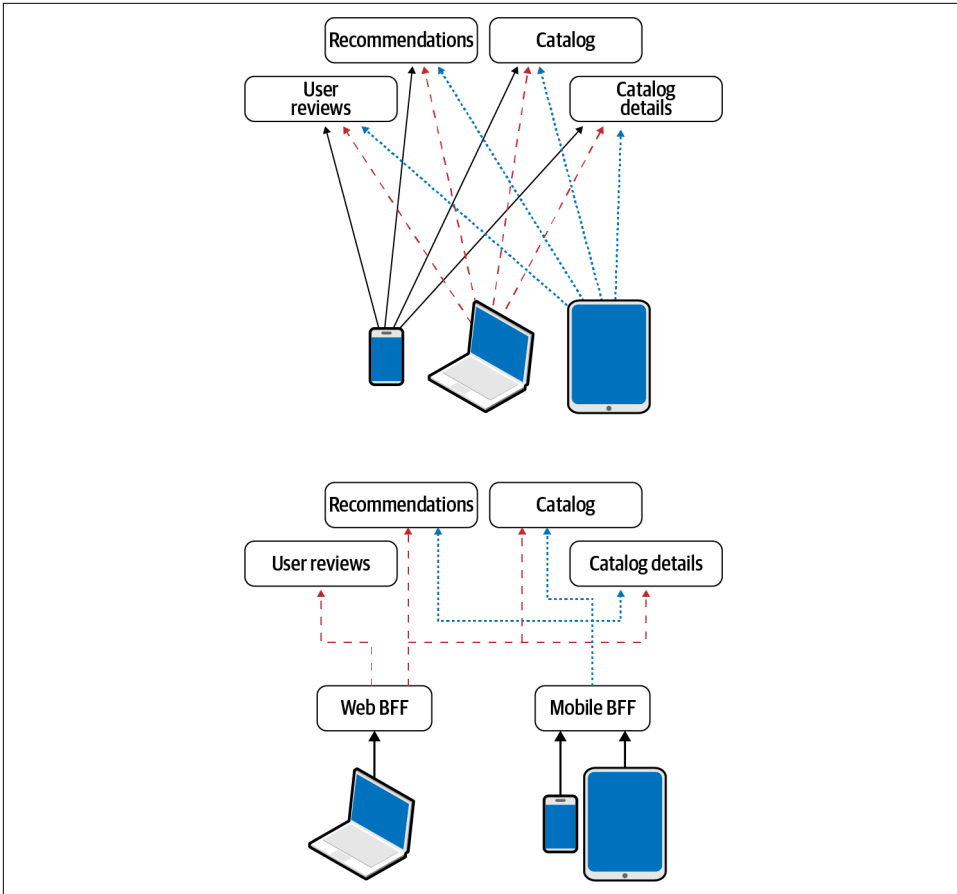 Recommendations
Catalog
User
reviews
Catalog
details
Recommendations
Catalog
User reviews
Catalog details
Web BFF
Mobile BFF